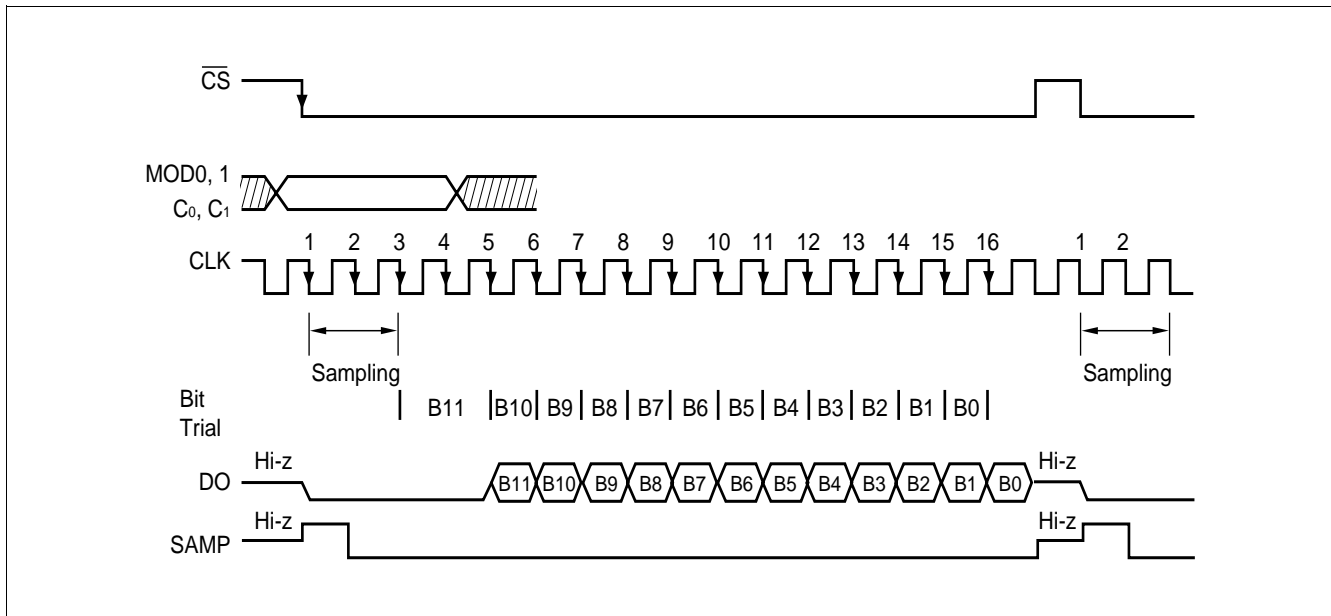 CS
MOD0, 1
C0, C1
1 2 3 4 5 6 7 8 9 10 11 12 13 14 15 16 1 2
CLK
Sampling Sampling
Bit
Trial
B11 B10 B9 B8 B7 B6 B5 B4 B3 B2 B1 B0
Hi-z Hi-z
DO B11 B10 B9 B8 B7 B6 B5 B4 B3 B2 B1 B0
Hi-z Hi-z
SAMP